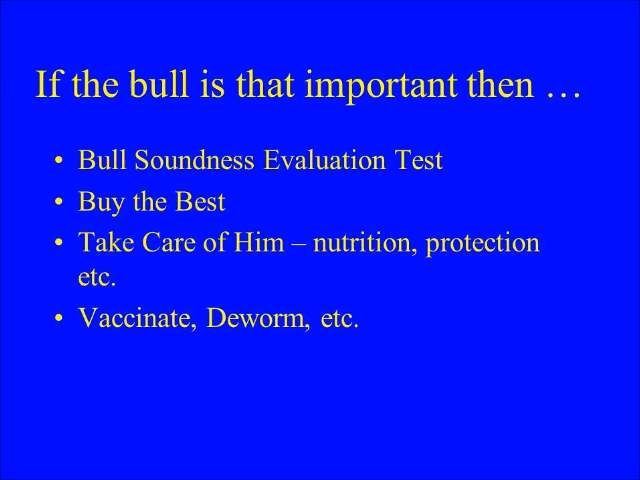 If the bull is that important then …
• Bull Soundness Evaluation Test
• Buy the Best
• Take Care of Him – nutrition, protection
etc.
• Vaccinate, Deworm, etc.